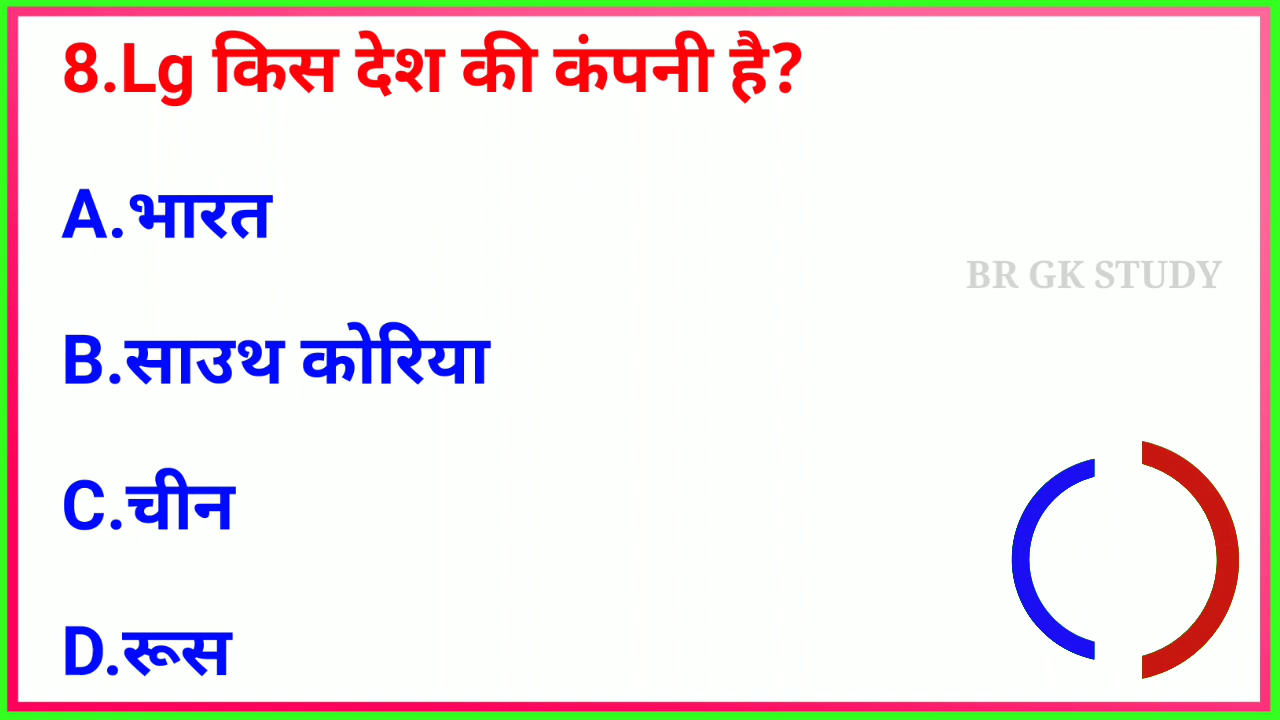 8.Lg किस देश की कंपनी है?
A.भारत
BR GK STUDY
B.साउथ कोरिया
C.चीन
D.रूस